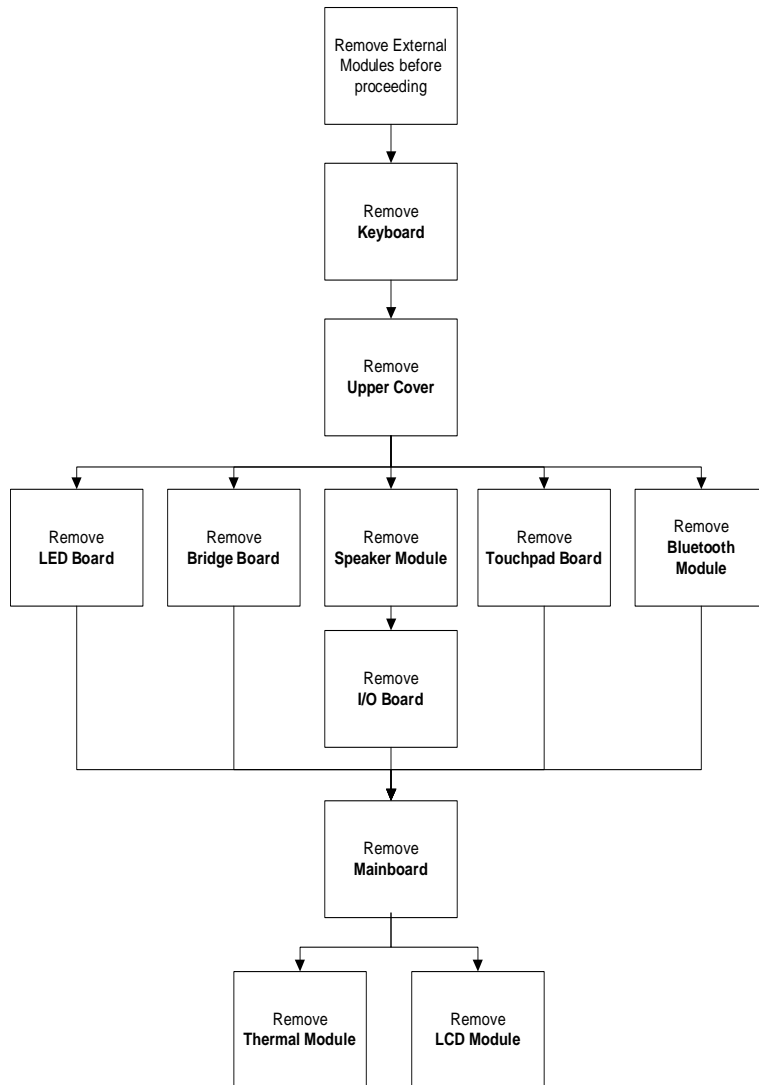 Remove External
Modules before
proceeding
Remove
Keyboard
Remove
Upper Cover
Remove
LED Board
Remove
Bridge Board
Remove
Speaker Module
Remove
Touchpad Board
Remove
Bluetooth
Module
Remove
I/O Board
Remove
Mainboard
Remove
Thermal Module
Remove
LCD Module